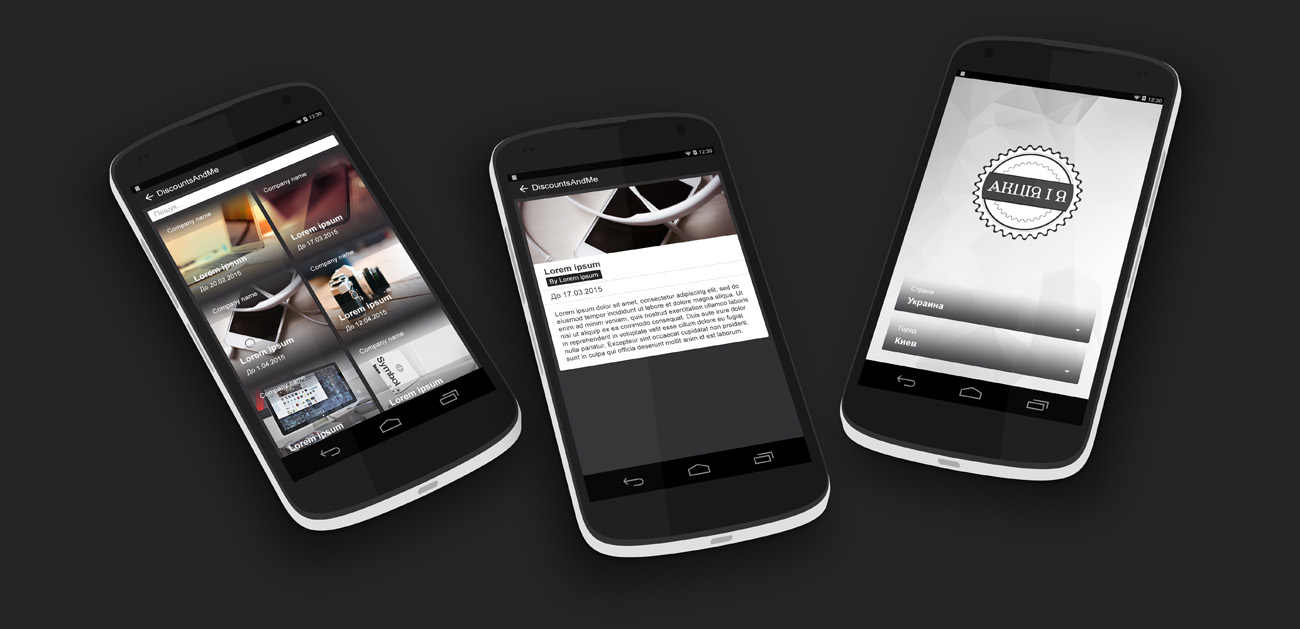 12:30
DiscountsAndMe
Пошук...
Company name
Lorem ipsum
До 20.02.2015
Company name
Lorem ipsum
До 17.03.2015
Company name
Lorem ipsum
До 1.04.2015
Company name
Lorem ipsum
До 12.04.2015
Company name
Lorem ipsum
Company name
Symbol
Lorem ipsum
12:30
DiscountsAndMe
Lorem ipsum
By Lorem ipsum
До 17.03.2015
Lorem ipsum dolor sit amet, consectetur adipiscing elit, sed do
eiusmod tempor incididunt ut labore et dolore magna aliqua. Ut
enim ad minim veniam, quis nostrud exercitation ullamco laboris
nisi ut aliquip ex ea commodo consequat. Duis aute irure dolor
in reprehenderit in voluptate velit esse cillum dolore eu fugiat
nulla pariatur. Excepteur sint occaecat cupidatat non proident,
sunt in culpa qui officia deserunt mollit anim id est laborum.
12:30
АКЦІЯ І Я
Страна
Украина
Город
Киев